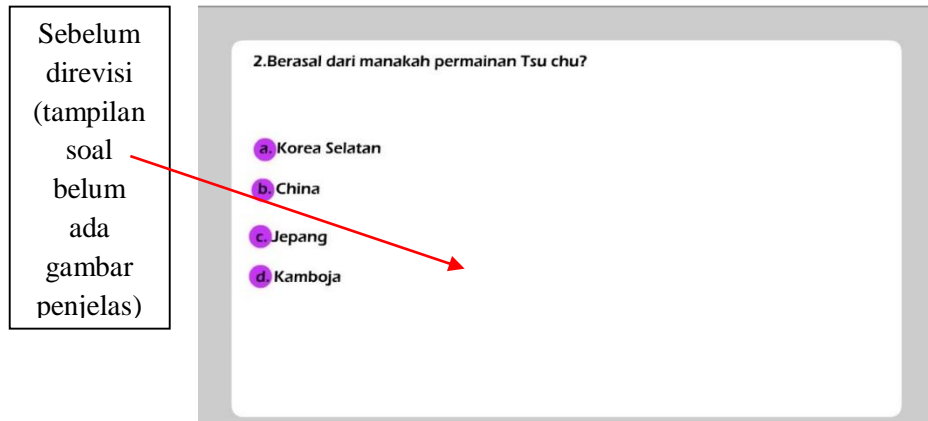 Sebelum
direvisi
(tampilan
soal
belum
ada
gambar
penjelas)
2.Berasal dari manakah permainan Tsu chu?
a. Korea Selatan
b. China
c. Jepang
d. Kamboja